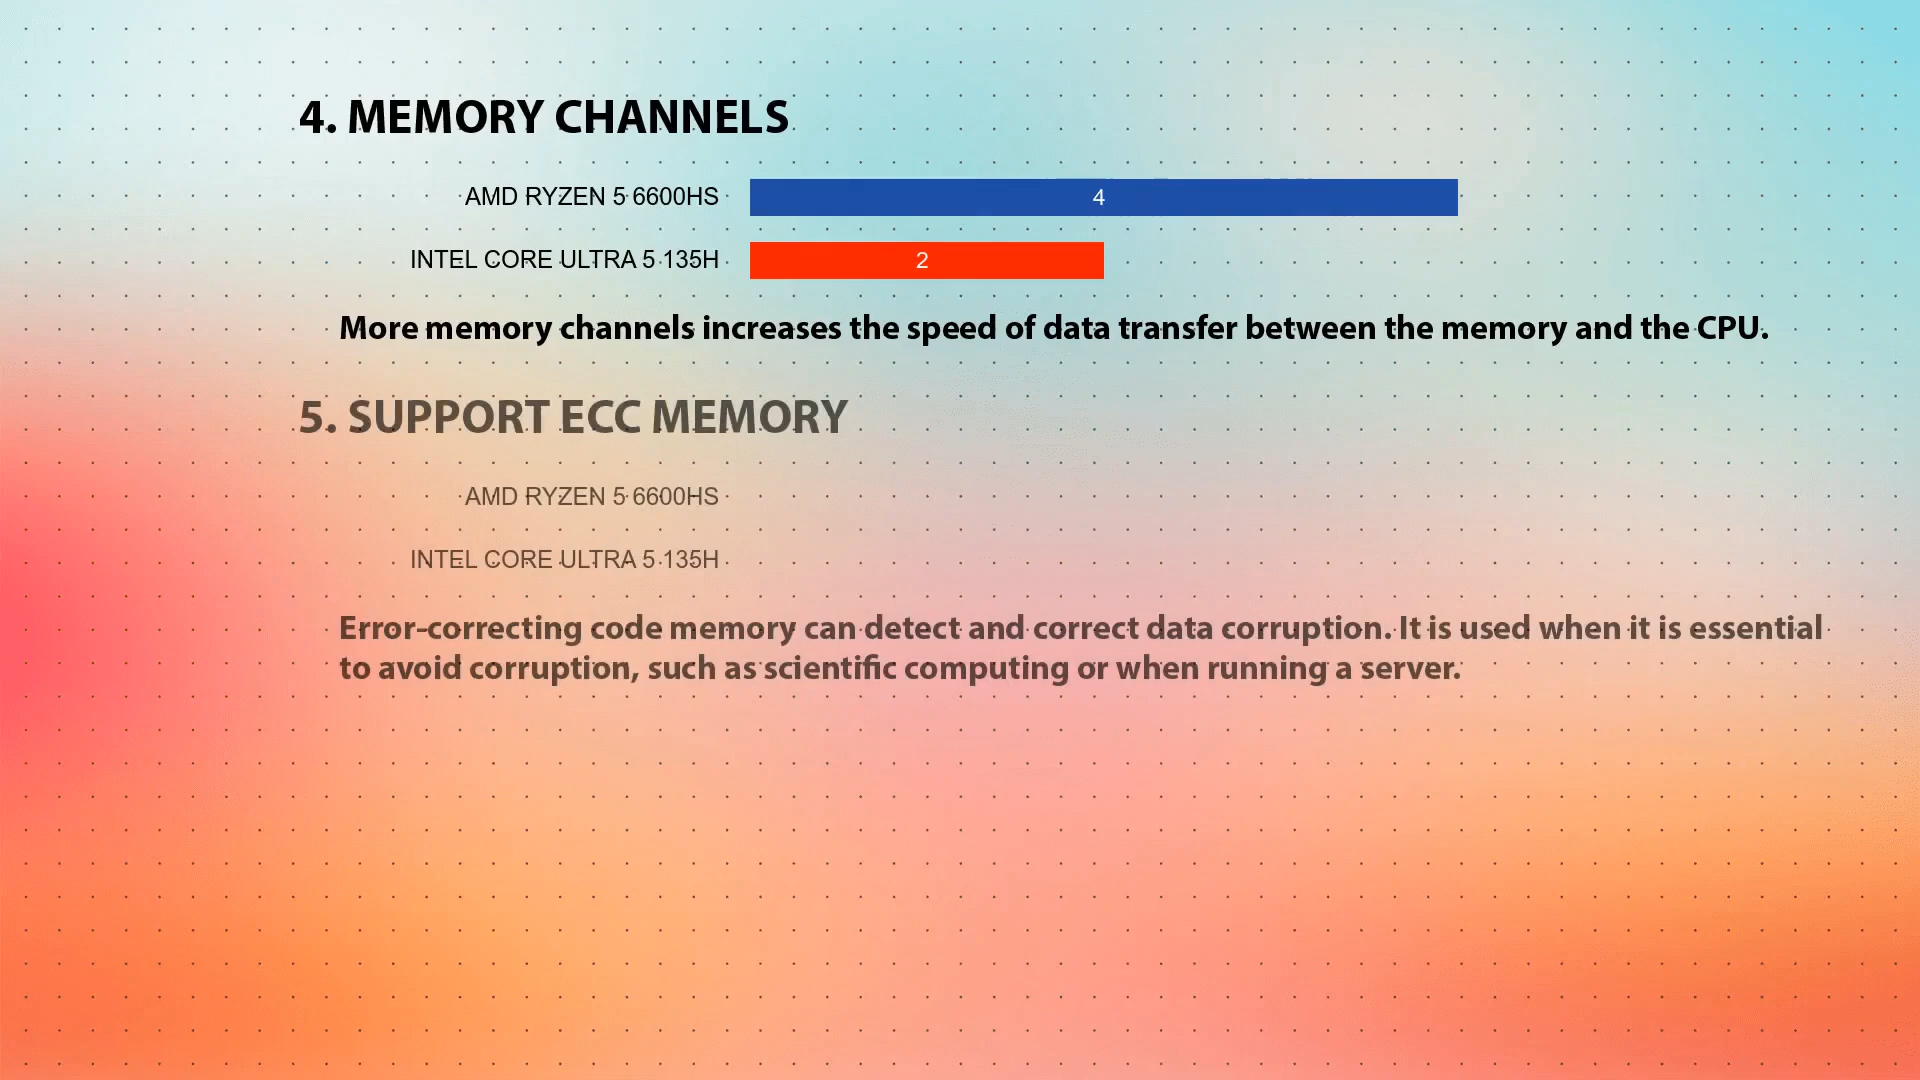 4. MEMORY CHANNELS
AMD RYZEN 5 6600HS
4
INTEL CORE ULTRA 5 135H
2
More memory channels increases the speed of data transfer between the memory and the CPU.
5. SUPPORT ECC MEMORY
AMD RYZEN 5 6600HS
INTEL CORE ULTRA 5 135H
Error-correcting code memory can detect and correct data corruption. It is used when it is essential
to avoid corruption, such as scientific computing or when running a server.